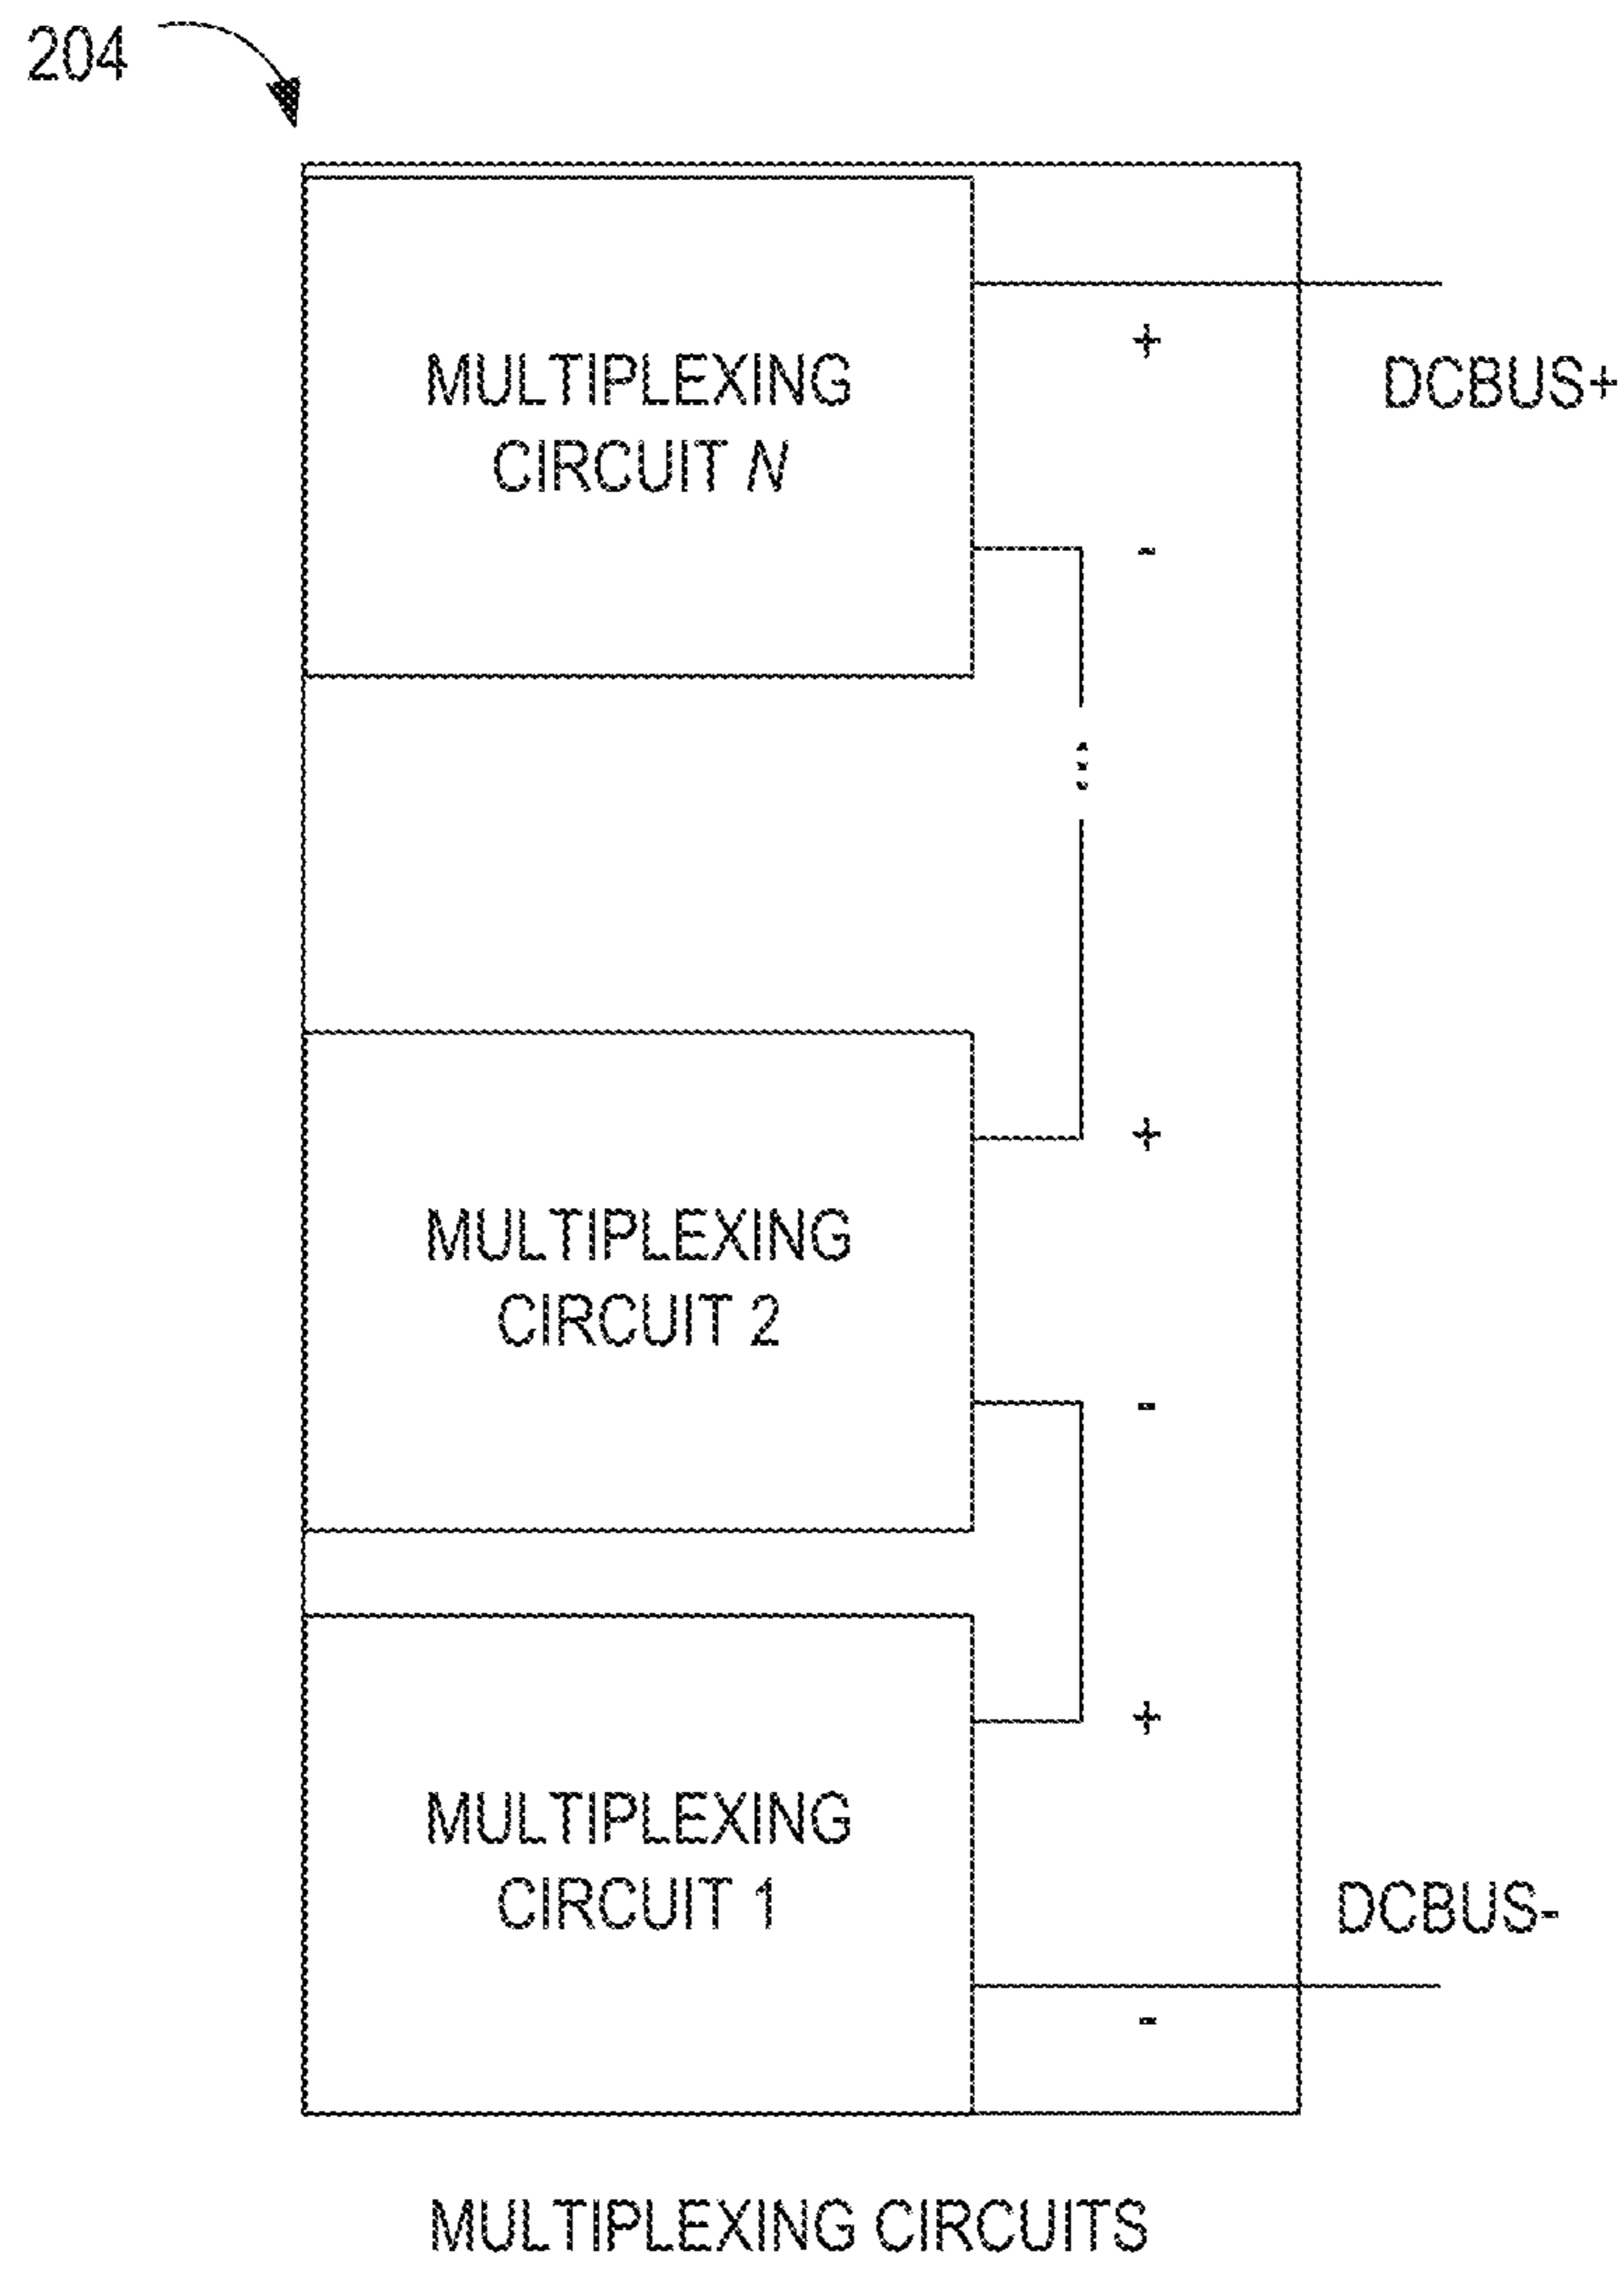 204
MULTIPLEXING
CIRCUIT N
+
DCBUS+
-
+
MULTIPLEXING
CIRCUIT 2
-
+
MULTIPLEXING
CIRCUIT 1
DCBUS-
-
MULTIPLEXING CIRCUITS